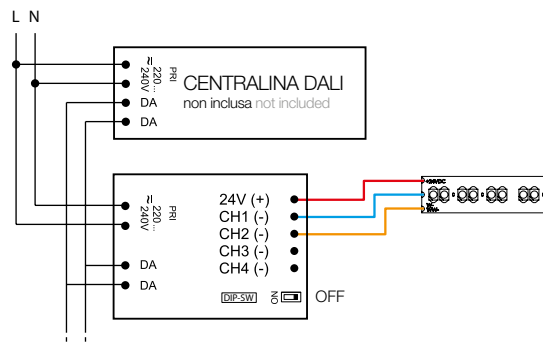 L N
≈ 220... 240V
PRI
DA
DA
CENTRALINA DALI
non inclusa not included
≈ 220... 240V
PRI
DA
DA
24V (+)
CH1 (-)
CH2 (-)
CH3 (-)
CH4 (-)
DIP-SW
ON
OFF
+24VDC